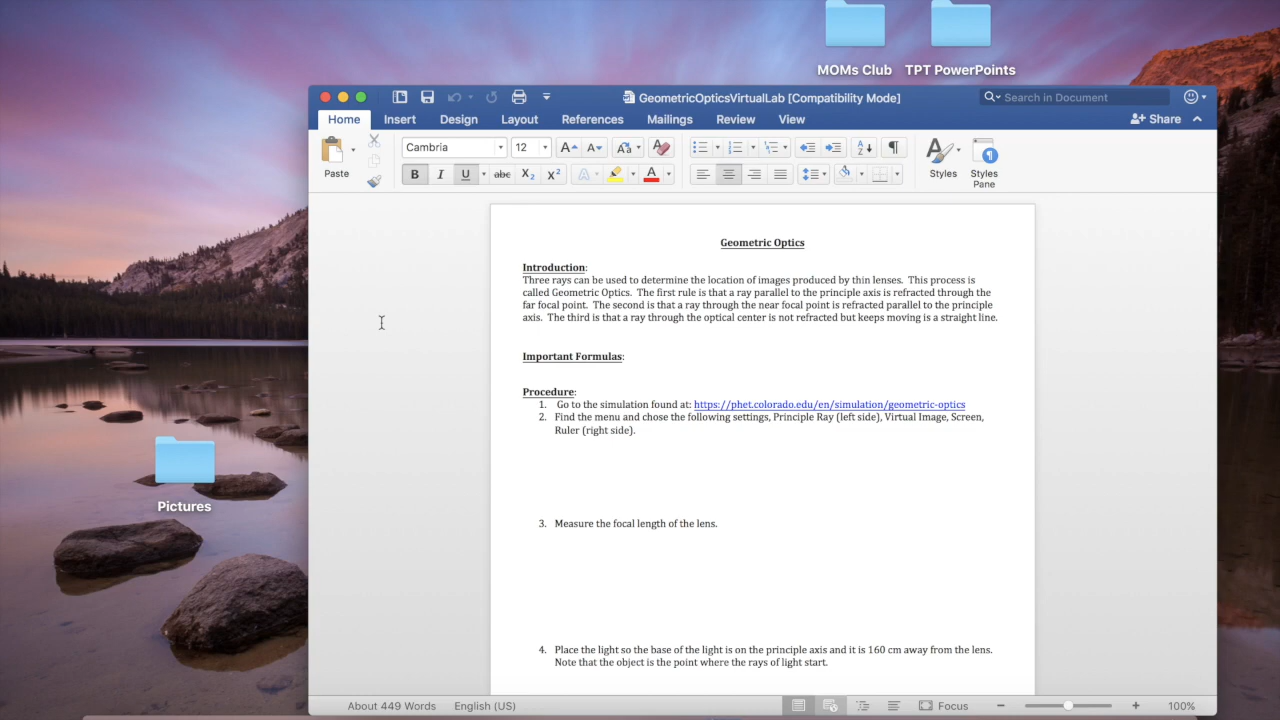 MOMs Club
TPT PowerPoints
GeometricOpticsVirtualLab [Compatibility Mode]
Search in Document
Home
Insert
Design
Layout
References
Mailings
Review
View
Share
Paste
Cambria
12
Styles
Styles
Pane
Geometric Optics
Introduction:
Three rays can be used to determine the location of images produced by thin lenses.  This process is
called Geometric Optics.  The first rule is that a ray parallel to the principle axis is refracted through the
far focal point.  The second is that a ray through the near focal point is refracted parallel to the principle
axis.  The third is that a ray through the optical center is not refracted but keeps moving is a straight line.
Important Formulas:
Procedure:
1. Go to the simulation found at: https://phet.colorado.edu/en/simulation/geometric-optics
2. Find the menu and chose the following settings, Principle Ray (left side), Virtual Image, Screen,
Ruler (right side).
3. Measure the focal length of the lens.
4. Place the light so the base of the light is on the principle axis and it is 160 cm away from the lens.
Note that the object is the point where the rays of light start.
Pictures
About 449 Words
English (US)
Focus
100%